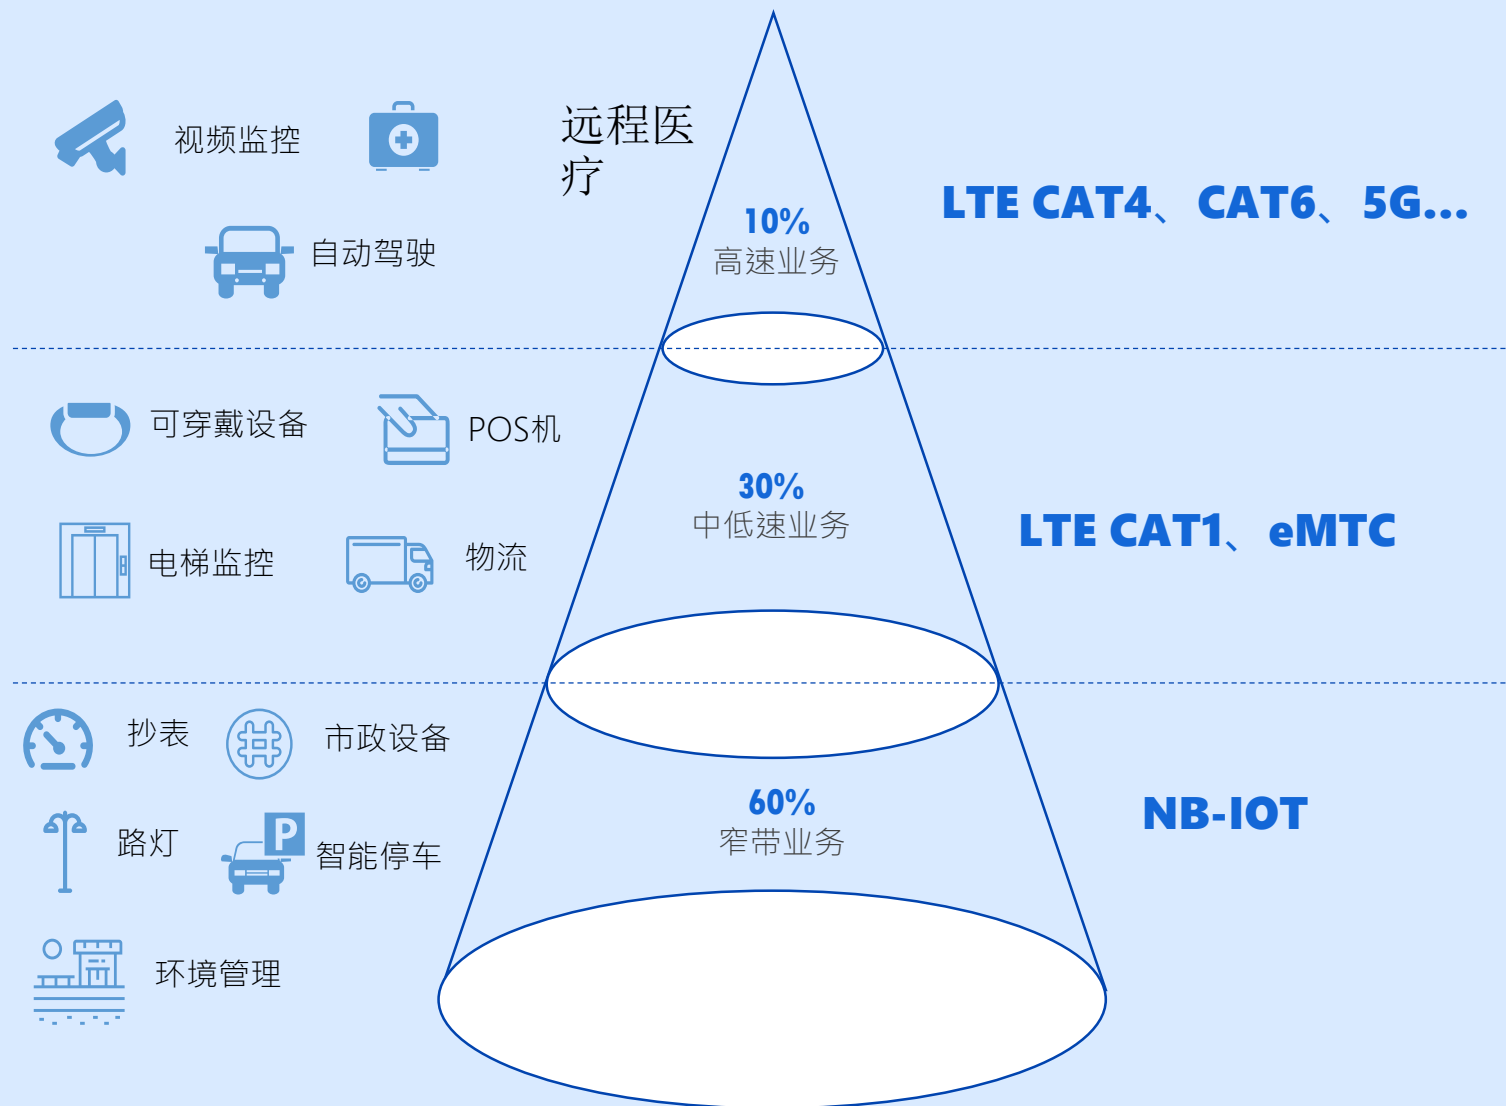 视频监控
远程医
疗
自动驾驶
10%
高速业务
LTE CAT4、CAT6、5G...
可穿戴设备
POS机
电梯监控
物流
30%
中低速业务
LTE CAT1、eMTC
抄表
市政设备
路灯
P
智能停车
环境管理
60%
窄带业务
NB-IOT